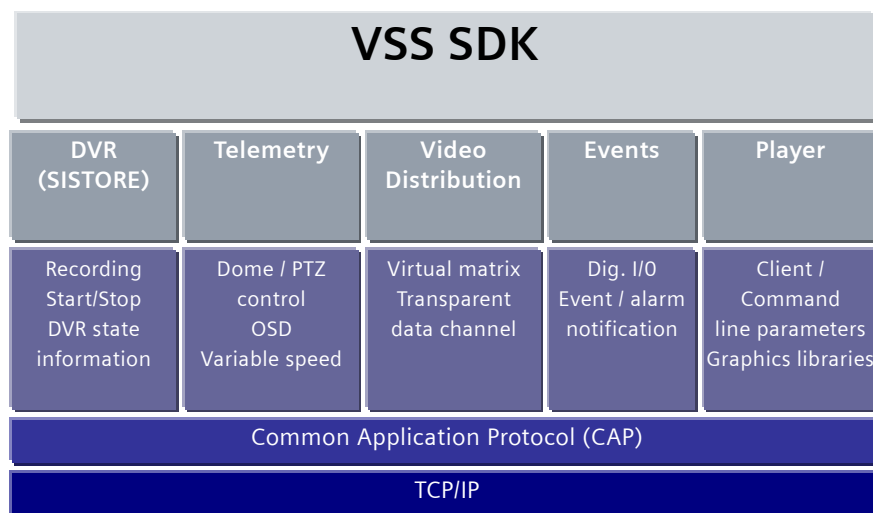 VSS SDK
DVR
(SISTORE)
Telemetry
Video
Distribution
Events
Player
Recording
Start/Stop
DVR state
information
Dome / PTZ
control
OSD
Variable speed
Virtual matrix
Transparent
data channel
Dig. I/0
Event / alarm
notification
Client /
Command
line parameters
Graphics libraries
Common Application Protocol (CAP)
TCP/IP